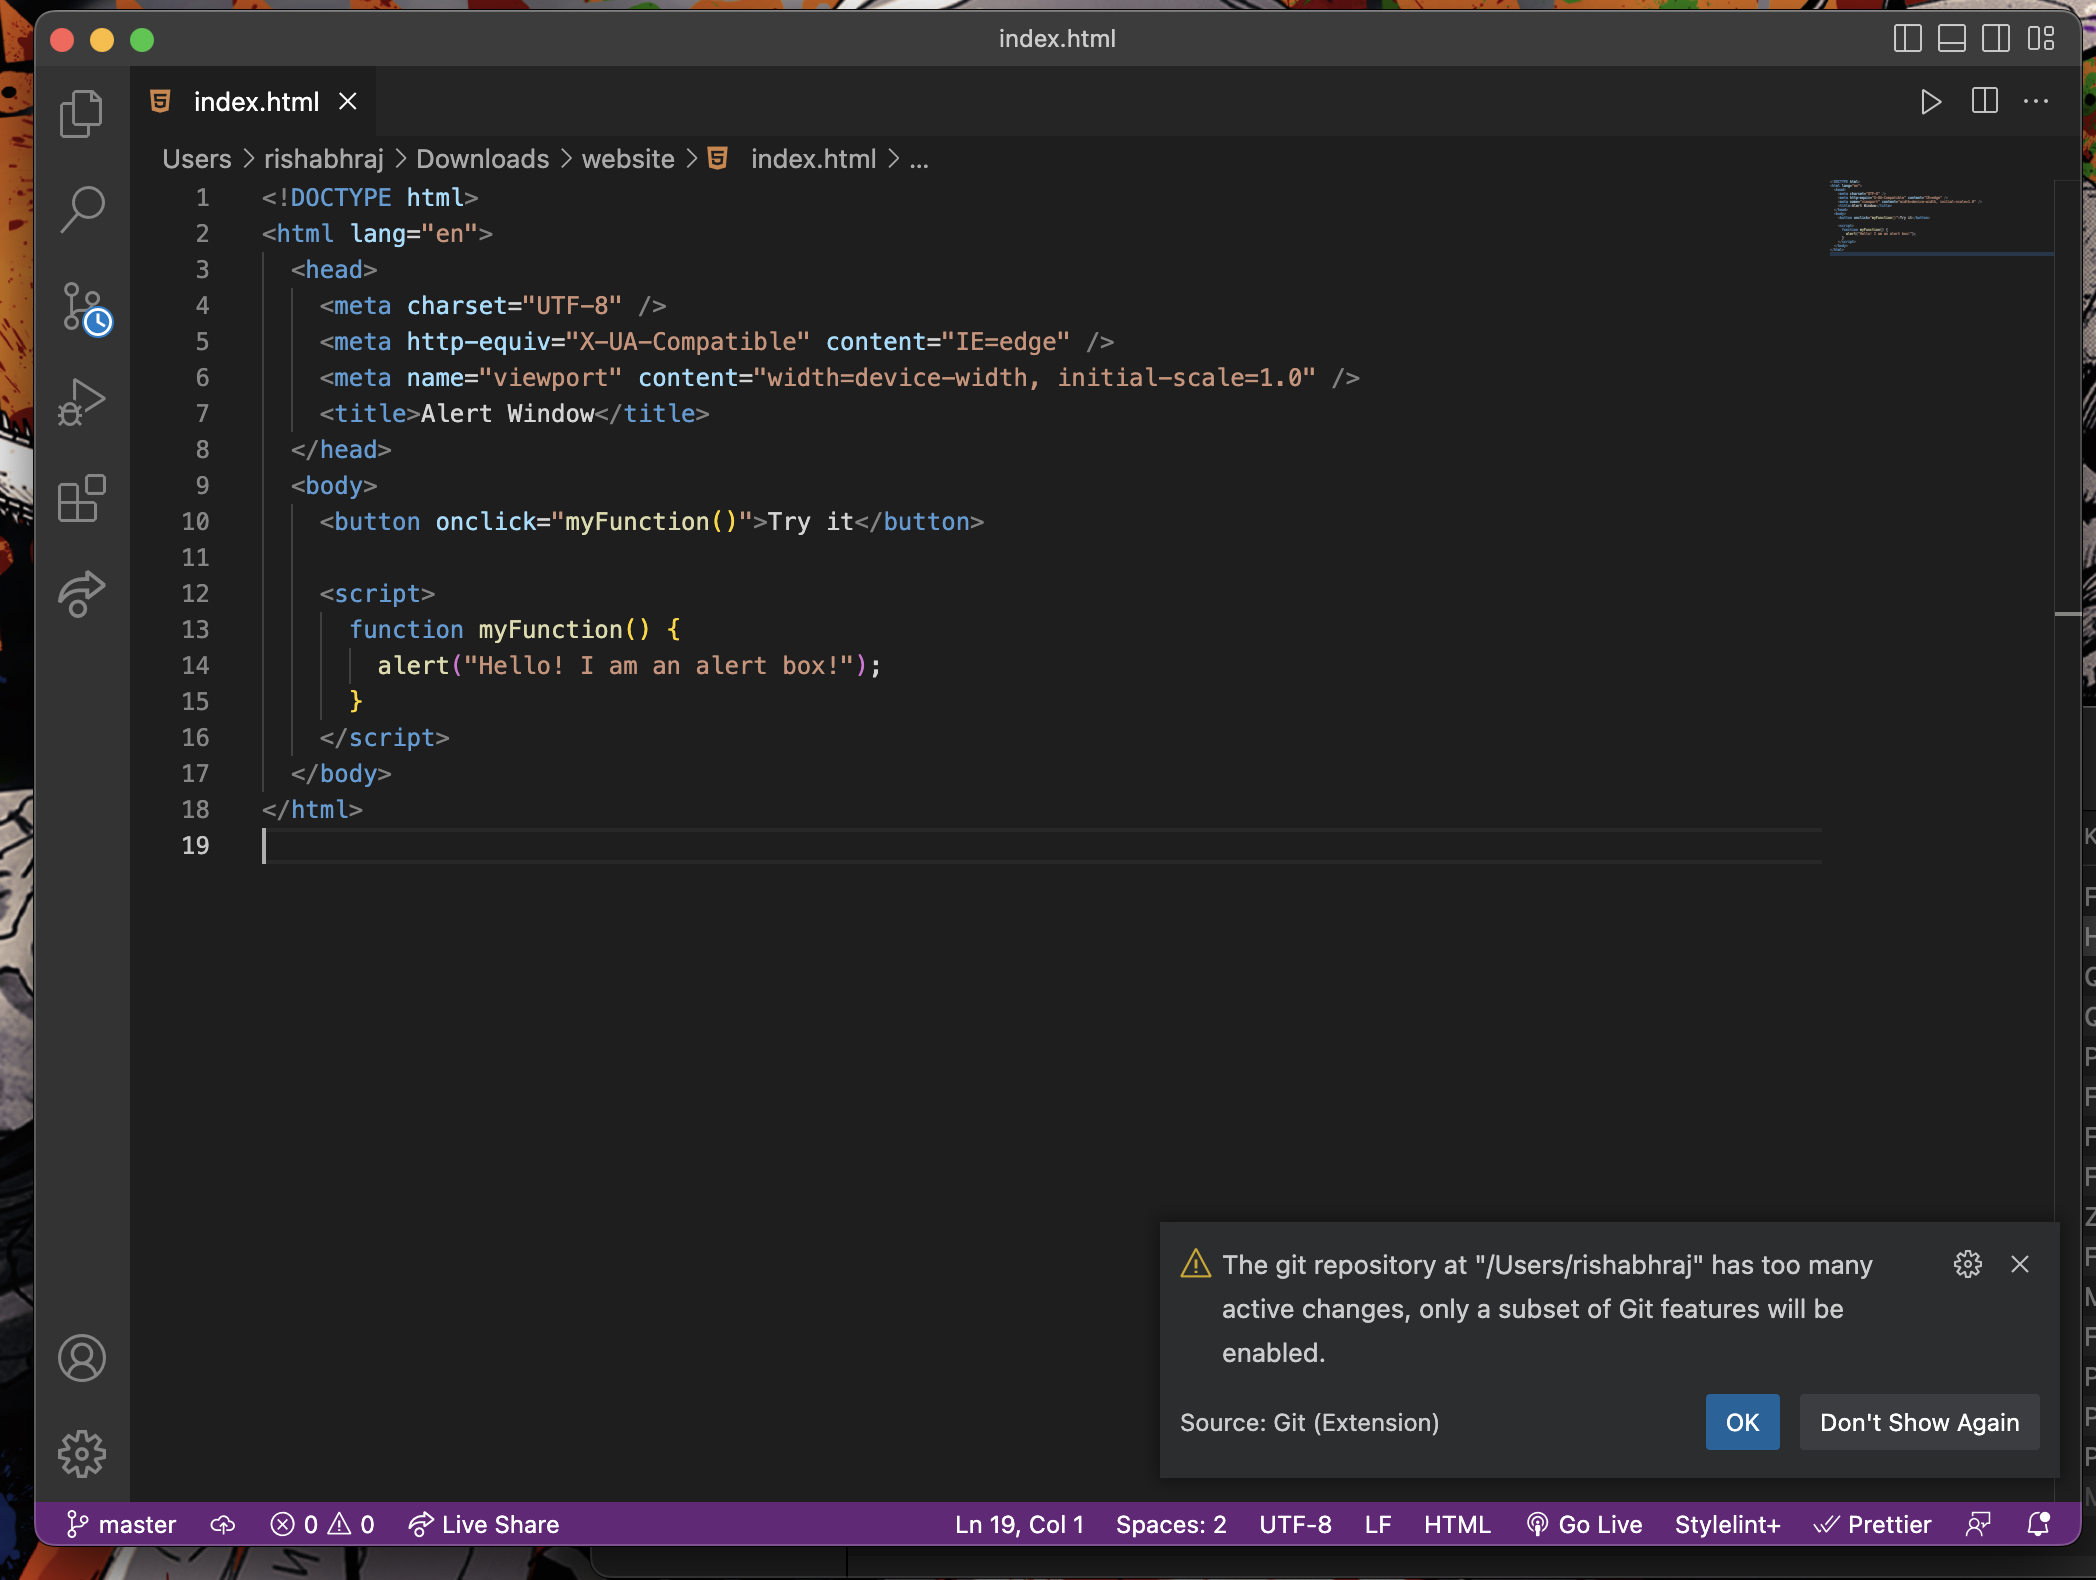 index.html
index.html
Users > rishabhraj > Downloads > website > index.html > ...
1 <!DOCTYPE html>
2 <html lang="en">
3 <head>
4 <meta charset="UTF-8" />
5 <meta http-equiv="X-UA-Compatible" content="IE=edge" />
6 <meta name="viewport" content="width=device-width, initial-scale=1.0" />
7 <title>Alert Window</title>
8 </head>
9 <body>
10 <button onclick="myFunction()">Try it</button>
11
12 <script>
13 function myFunction() {
14 alert("Hello! I am an alert box!");
15 }
16 </script>
17 </body>
18 </html>
19
The git repository at "/Users/rishabhraj" has too many
active changes, only a subset of Git features will be
enabled.
Source: Git (Extension) OK Don't Show Again
master 0 0 Live Share Ln 19, Col 1 Spaces: 2 UTF-8 LF HTML Go Live Stylelint+ Prettier